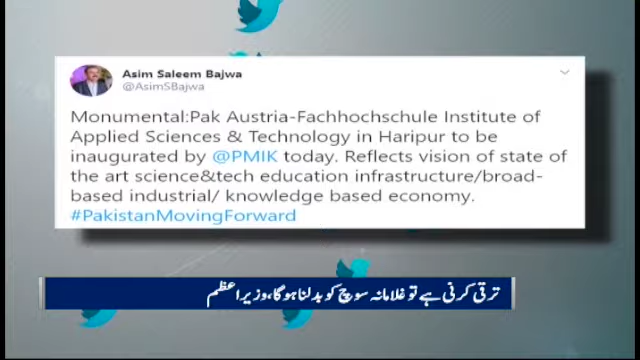 Asim Saleem Bajwa
@AsimSBajwa
Monumental:Pak Austria-Fachhochschule Institute of
Applied Sciences & Technology in Haripur to be
inaugurated by @PMIK today. Reflects vision of state of
the art science&tech education infrastructure/broad-
based industrial/ knowledge based economy.
#PakistanMovingForward
ترقی کرنی ہے تو غلامانہ سوچ کو بدلنا ہوگا، وزیراعظم